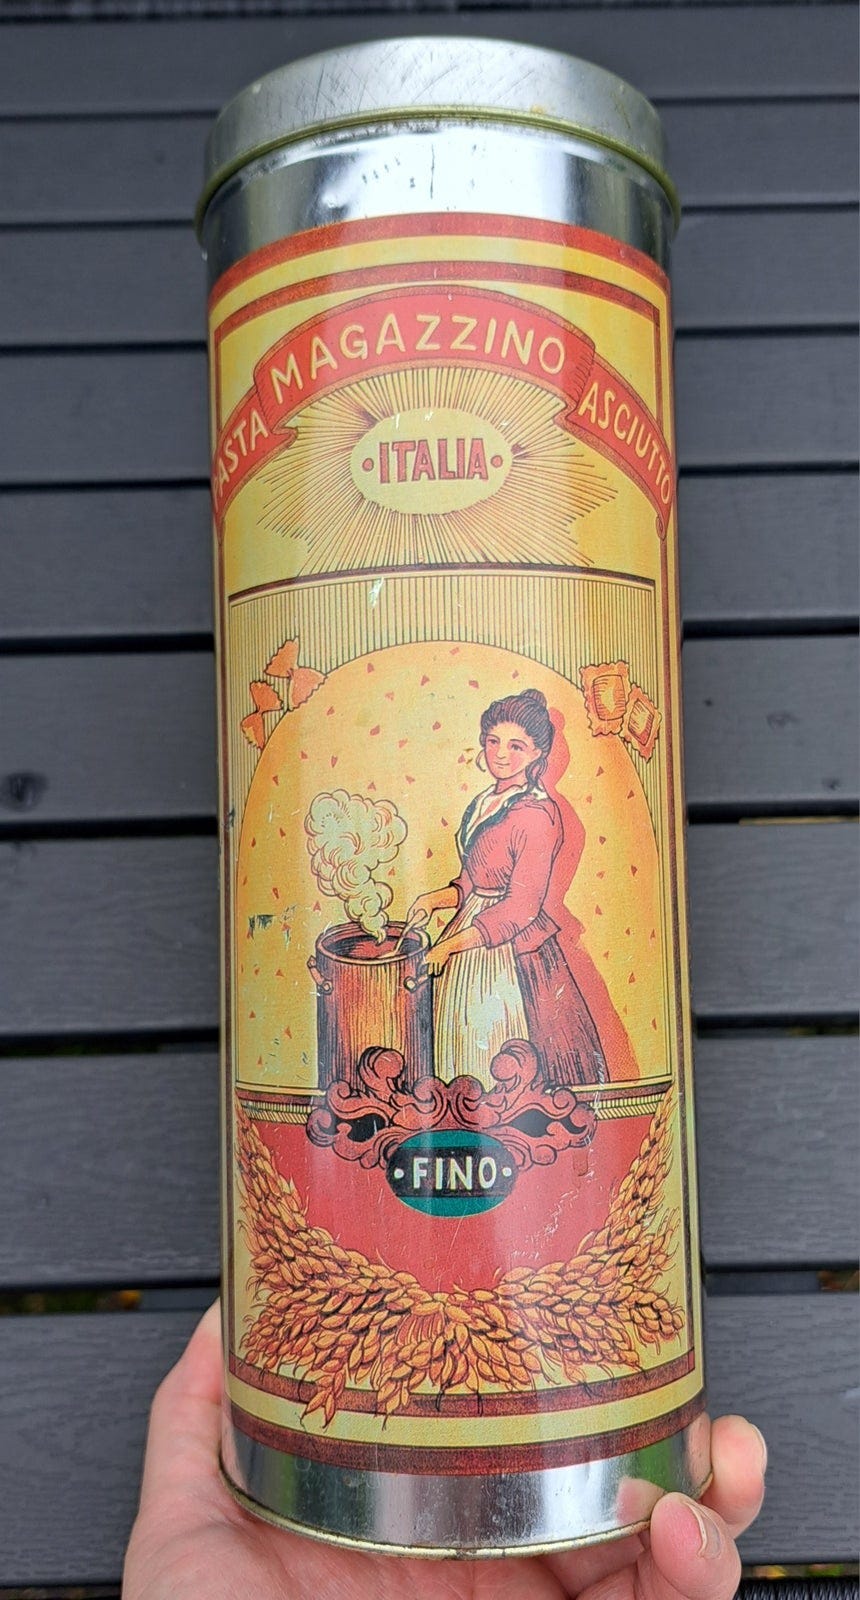 PASTA MAGAZZINO ASCIUTTO
·ITALIA·
·FINO·